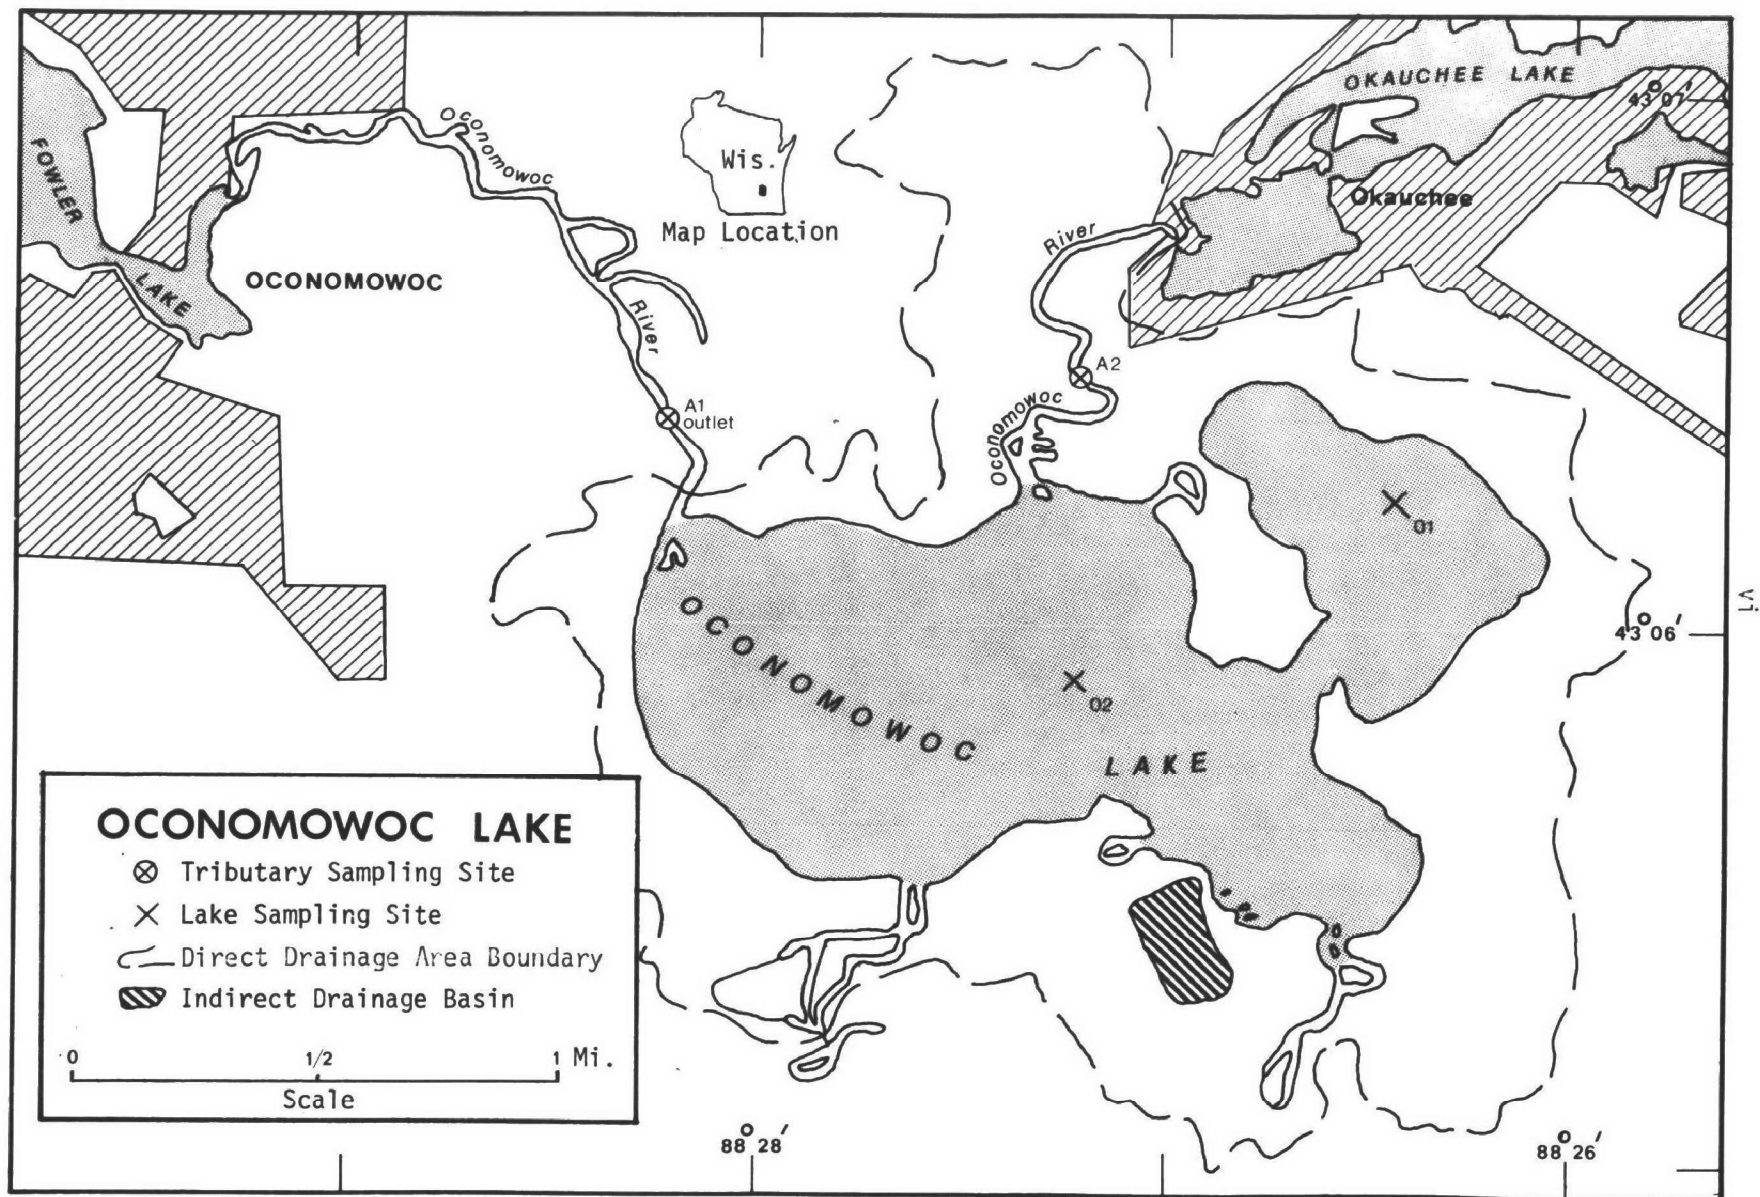 OKAUCHEE LAKE
43°07'
Oconomowoc
FOWLER
LAKE
Wis.
Map Location
Okauchee
River
OCONOMOWOC
River
A2
A1
outlet
Oconomowoc
01
vi
43°06'
02
OCONOMOWOC
LAKE
OCONOMOWOC LAKE
Tributary Sampling Site
Lake Sampling Site
Direct Drainage Area Boundary
Indirect Drainage Basin
0 1/2 1 Mi.
Scale
88°28'
88°26'